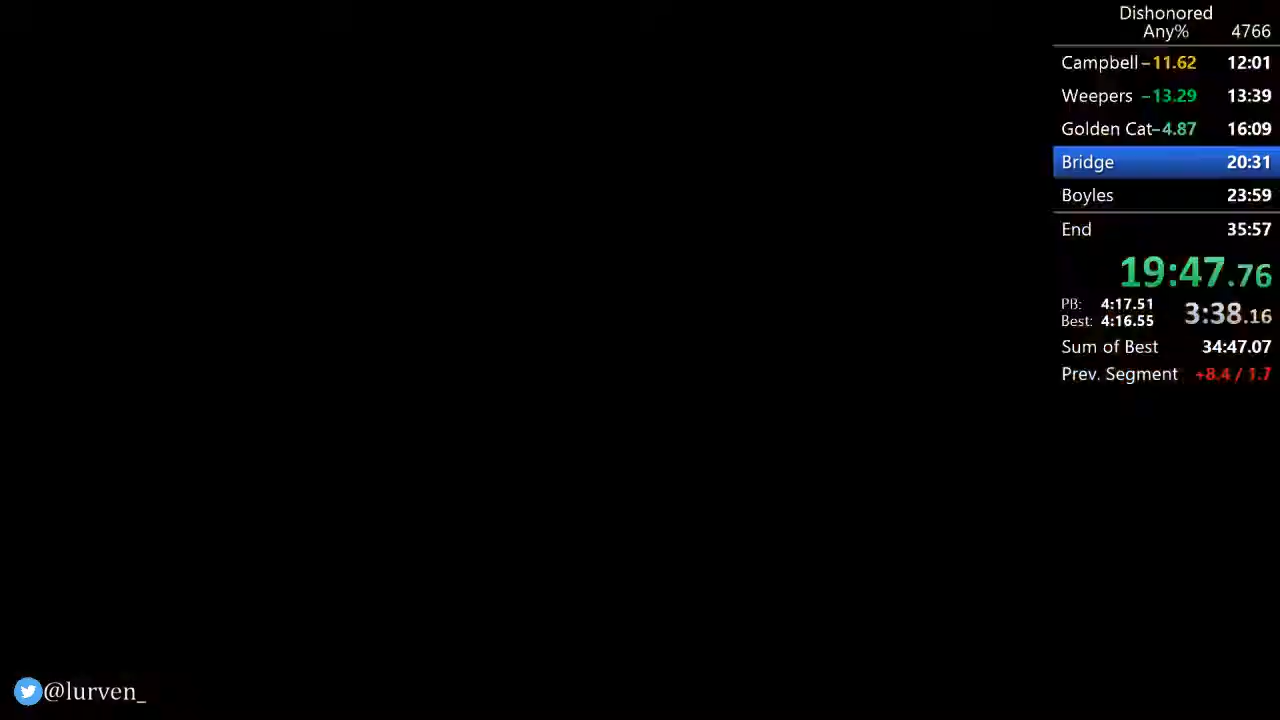 Dishonored
Any% 4766
Campbell -11.62 12:01
Weepers -13.29 13:39
Golden Cat -4.87 16:09
Bridge 20:31
Boyles 23:59
End 35:57
19:47.76
PB: 4:17.51
Best: 4:16.55
3:38.16
Sum of Best 34:47.07
Prev. Segment +8.4 / 1.7
@lurven_